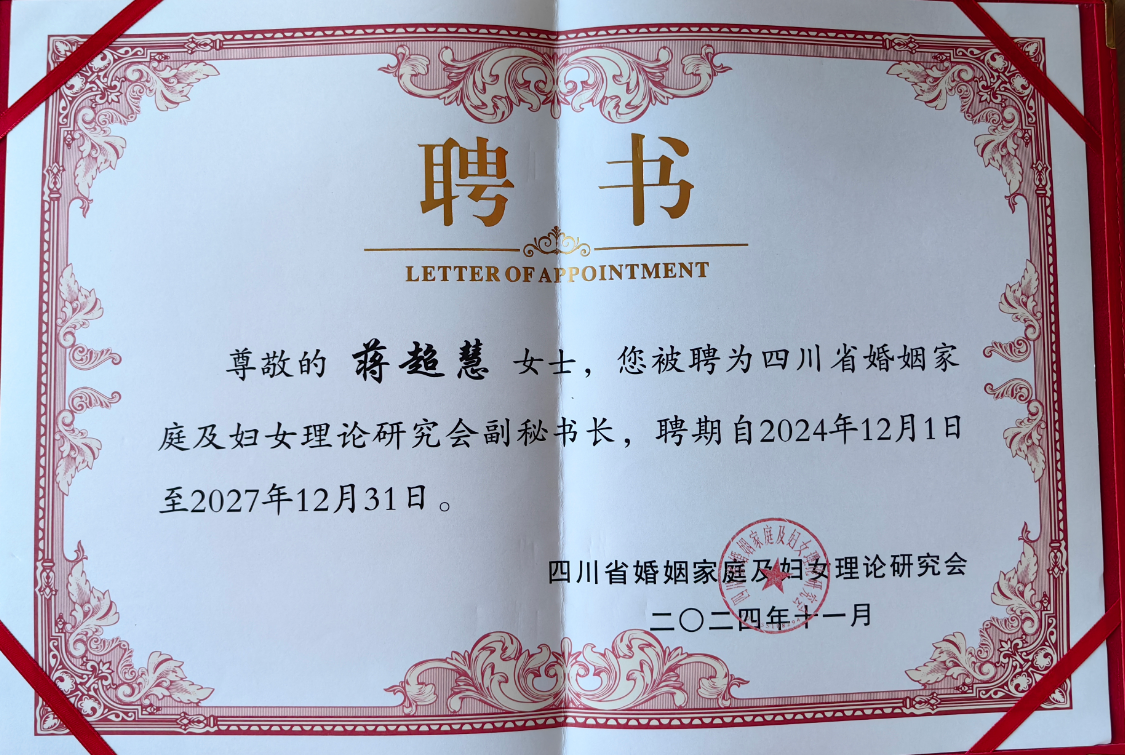 聘 书
LETTER OF APPOINTMENT
尊敬的 蒋超慧 女士，您被聘为四川省婚姻家
庭及妇女理论研究会副秘书长，聘期自2024年12月1日
至2027年12月31日。
四川省婚姻家庭及妇女理论研究会
二〇二四年十一月